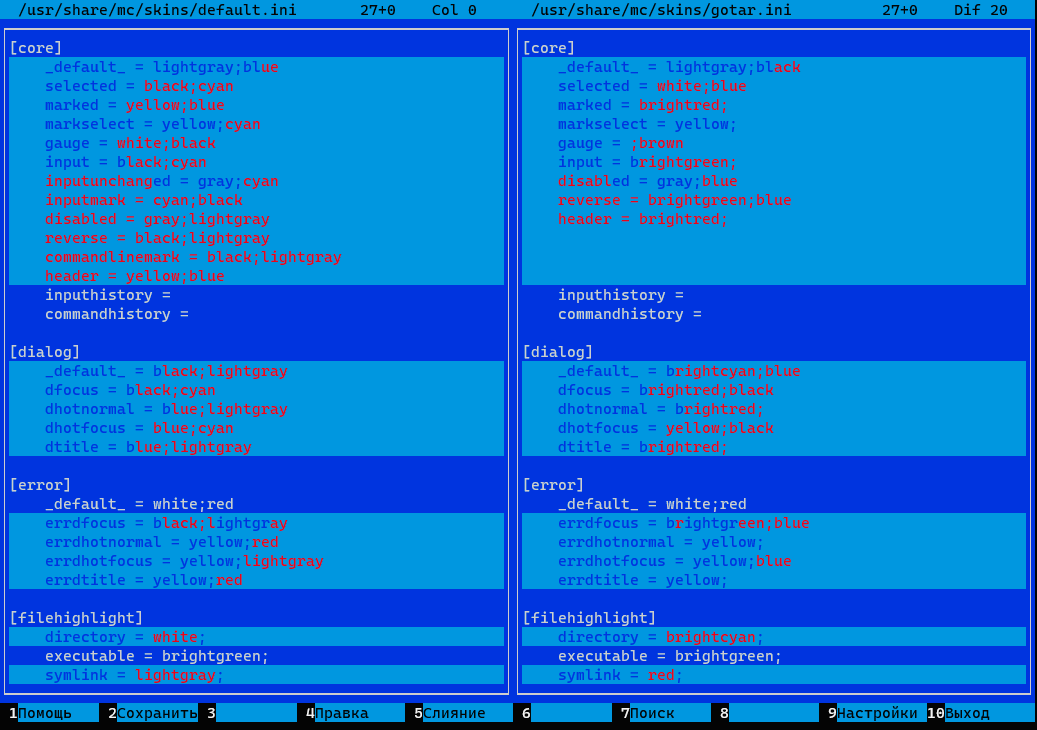 /usr/share/mc/skins/default.ini 27+0 Col 0 /usr/share/mc/skins/gotar.ini 27+0 Dif 20
[core]
_default_ = lightgray;blue
selected = black;cyan
marked = yellow;blue
markselect = yellow;cyan
gauge = white;black
input = black;cyan
inputunchanged = gray;cyan
inputmark = cyan;black
disabled = gray;lightgray
reverse = black;lightgray
commandlinemark = black;lightgray
header = yellow;blue
inputhistory =
commandhistory =
[dialog]
_default_ = black;lightgray
dfocus = black;cyan
dhotnormal = blue;lightgray
dhotfocus = blue;cyan
dtitle = blue;lightgray
[error]
_default_ = white;red
errdfocus = black;lightgray
errdhotnormal = yellow;red
errdhotfocus = yellow;lightgray
errdtitle = yellow;red
[filehighlight]
directory = white;
executable = brightgreen;
symlink = lightgray;
[core]
_default_ = lightgray;black
selected = white;blue
marked = brightred;
markselect = yellow;
gauge = ;brown
input = brightgreen;
disabled = gray;blue
reverse = brightgreen;blue
header = brightred;
inputhistory =
commandhistory =
[dialog]
_default_ = brightcyan;blue
dfocus = brightred;black
dhotnormal = brightred;
dhotfocus = yellow;black
dtitle = brightred;
[error]
_default_ = white;red
errdfocus = brightgreen;blue
errdhotnormal = yellow;
errdhotfocus = yellow;blue
errdtitle = yellow;
[filehighlight]
directory = brightcyan;
executable = brightgreen;
symlink = red;
1Помощь 2Сохранить 3 4Правка 5Слияние 6 7Поиск 8 9Настройки 10Выход